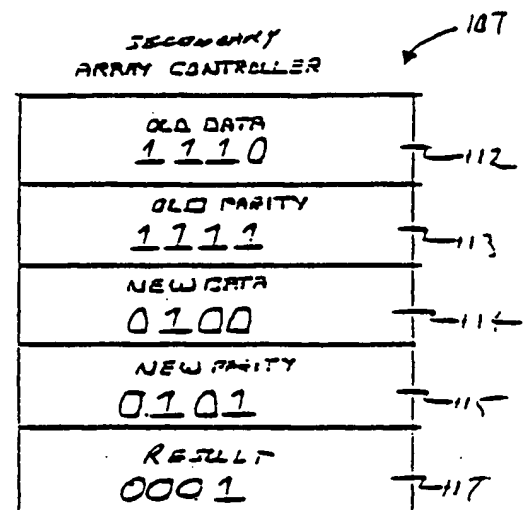 SECONDARY
ARRAY CONTROLLER
107
OLD DATA
1110
112
OLD PARITY
1111
113
NEW DATA
0100
114
NEW PARITY
0101
115
RESULT
0001
117